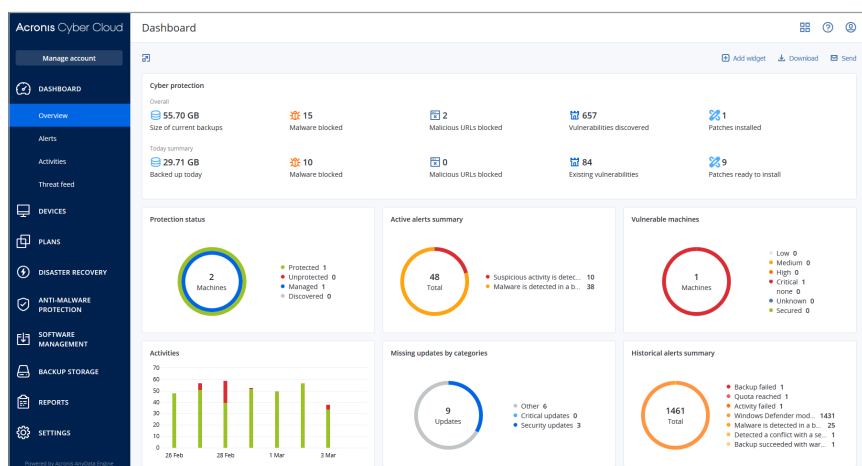 Acronis Cyber Cloud
Dashboard
Manage account
Add widget
Download
Send
DASHBOARD
Overview
Alerts
Activities
Threat feed
DEVICES
PLANS
DISASTER RECOVERY
ANTI-MALWARE
PROTECTION
SOFTWARE
MANAGEMENT
BACKUP STORAGE
REPORTS
SETTINGS
Powered by Acronis AnyData Engine
Cyber protection
Overall
55.70 GB
Size of current backups
15
Malware blocked
2
Malicious URLs blocked
657
Vulnerabilities discovered
1
Patches installed
Today summary
29.71 GB
Backed up today
10
Malware blocked
0
Malicious URLs blocked
84
Existing vulnerabilities
9
Patches ready to install
Protection status
2
Machines
Protected 1
Unprotected 0
Managed 1
Discovered 0
Active alerts summary
48
Total
Suspicious activity is detec... 10
Malware is detected in a b... 38
Vulnerable machines
1
Machines
Low 0
Medium 0
High 0
Critical 1
none 0
Unknown 0
Secured 0
Activities
70
60
50
40
30
20
10
0
26 Feb 28 Feb 1 Mar 3 Mar
Missing updates by categories
9
Updates
Other 6
Critical updates 0
Security updates 3
Historical alerts summary
1461
Total
Backup failed 1
Quota reached 1
Activity failed 1
Windows Defender mod... 1431
Malware is detected in a b... 25
Detected a conflict with a se... 1
Backup succeeded with war... 1